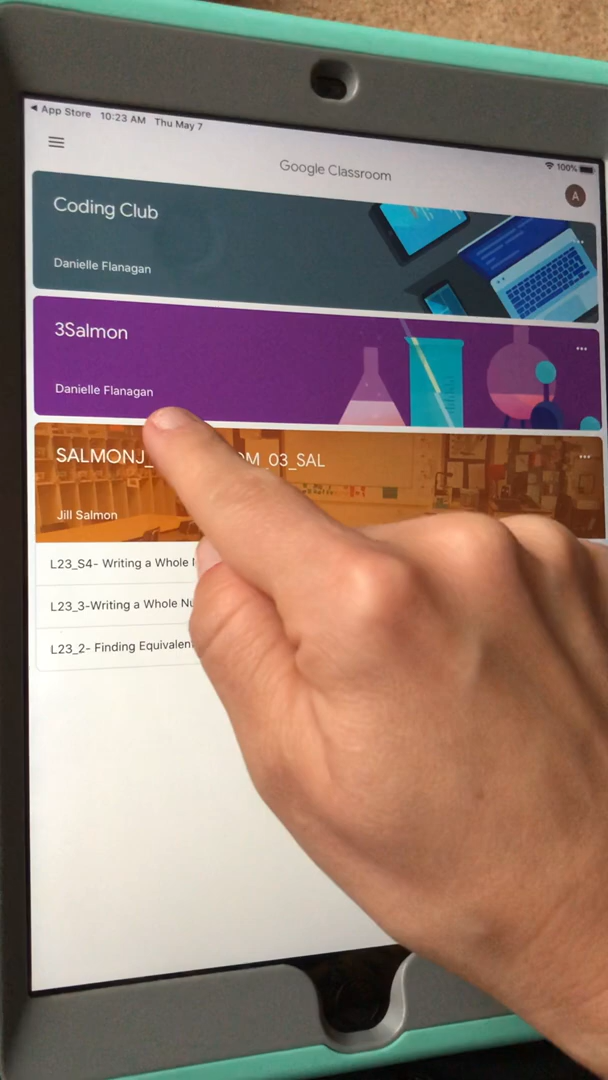 App Store 10:23 AM Thu May 7
100%
Google Classroom
A
Coding Club
Danielle Flanagan
3Salmon
Danielle Flanagan
SALMONJ_ OM_03_SAL
Jill Salmon
L23_S4- Writing a Whole
L23_3-Writing a Whole
L23_2- Finding